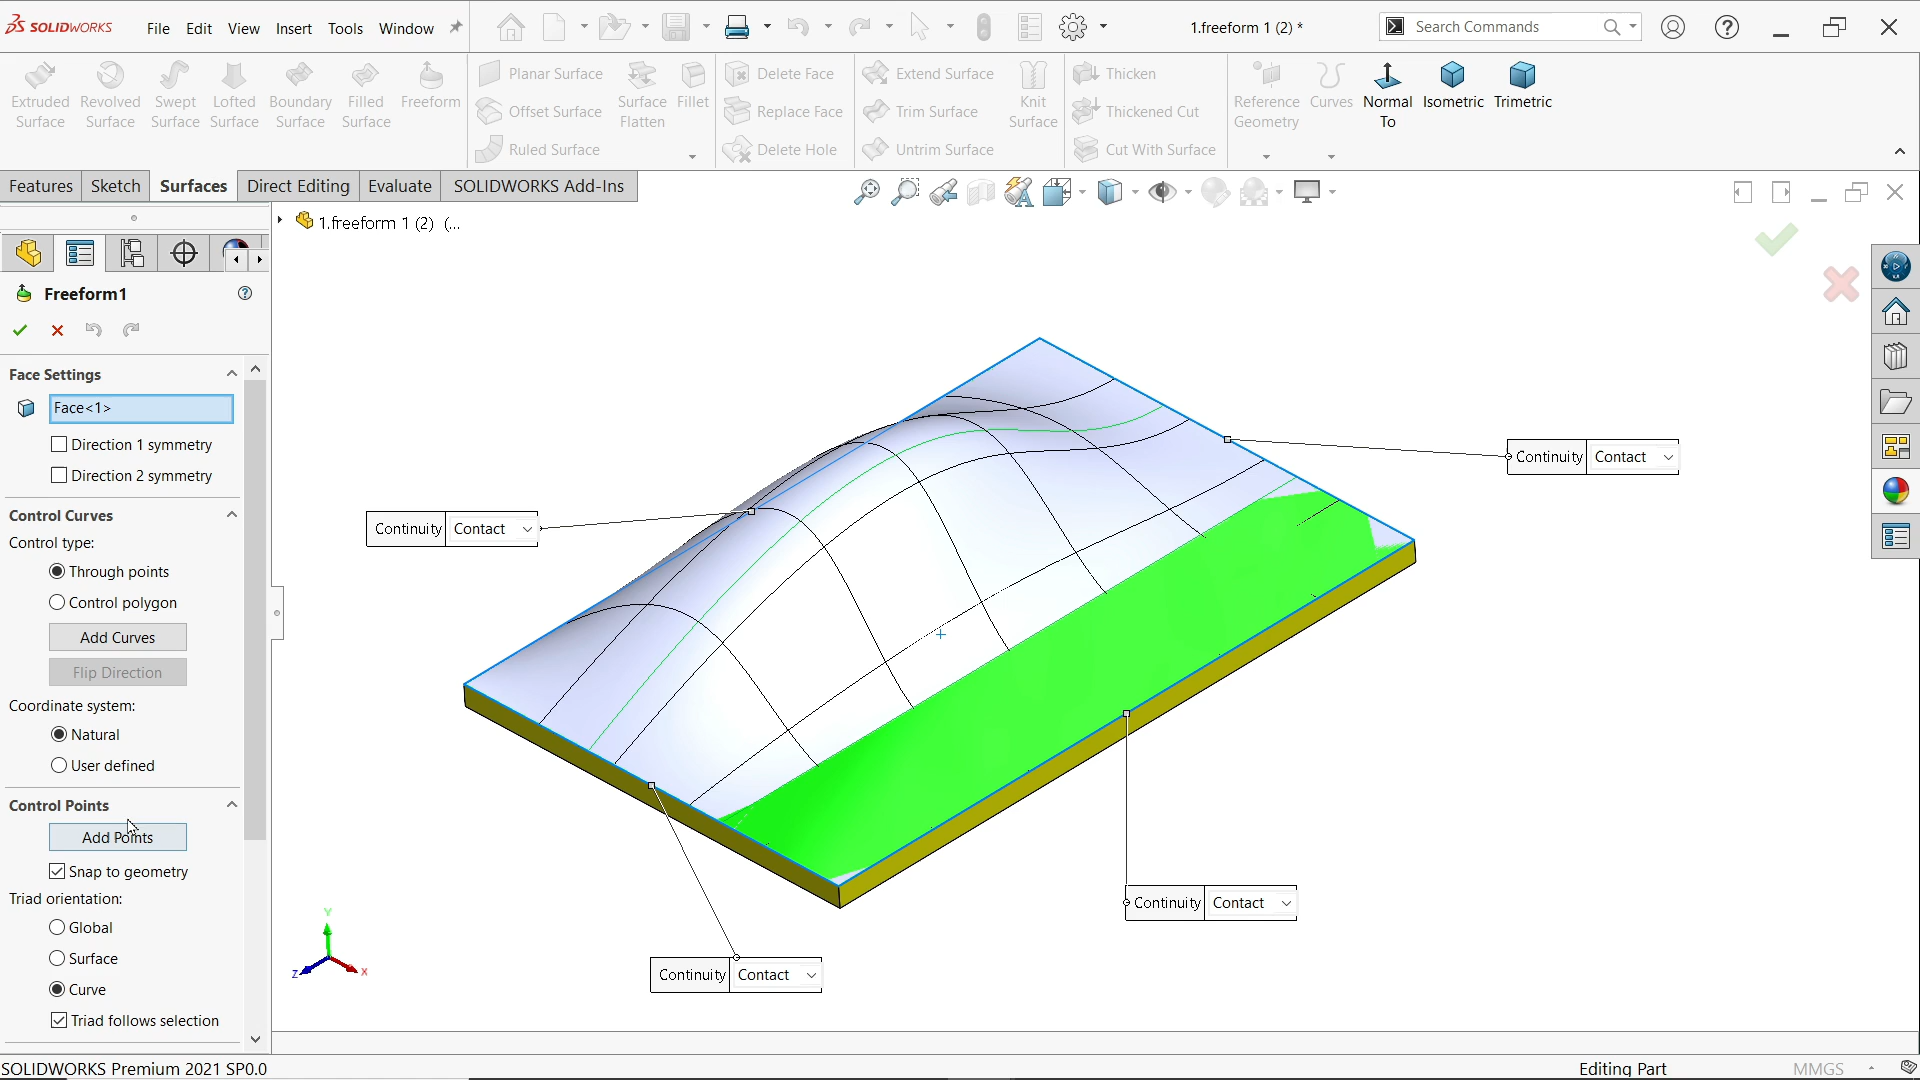 SOLIDWORKS File Edit View Insert Tools Window 1.freeform 1 (2) * Search Commands
Extruded Surface
Revolved Surface
Swept Surface
Lofted Surface
Boundary Surface
Filled Surface
Freeform
Planar Surface
Offset Surface
Ruled Surface
Surface Flatten
Fillet
Delete Face
Replace Face
Delete Hole
Extend Surface
Trim Surface
Untrim Surface
Knit Surface
Thicken
Thickened Cut
Cut With Surface
Reference Geometry
Curves
Normal To
Isometric
Trimetric
Features Sketch Surfaces Direct Editing Evaluate SOLIDWORKS Add-Ins
1.freeform 1 (2) (...
Freeform1
Face Settings
Face<1>
Direction 1 symmetry
Direction 2 symmetry
Control Curves
Control type:
Through points
Control polygon
Add Curves
Flip Direction
Coordinate system:
Natural
User defined
Control Points
Add Points
Snap to geometry
Triad orientation:
Global
Surface
Curve
Triad follows selection
Continuity Contact
Continuity Contact
Continuity Contact
Continuity Contact
Y
Z
X
SOLIDWORKS Premium 2021 SP0.0 Editing Part MMGS